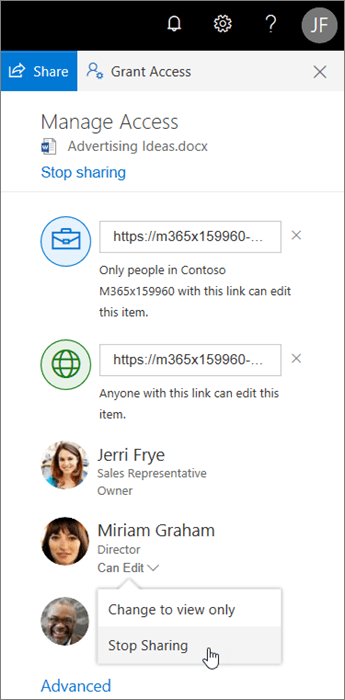 ?
JF
Share
Grant Access
Manage Access
Advertising Ideas.docx
Stop sharing
https://m365x159960-...
Only people in Contoso
M365x159960 with this link can edit
this item.
https://m365x159960-...
Anyone with this link can edit this
item.
Jerri Frye
Sales Representative
Owner
Miriam Graham
Director
Can Edit
Change to view only
Stop Sharing
Advanced